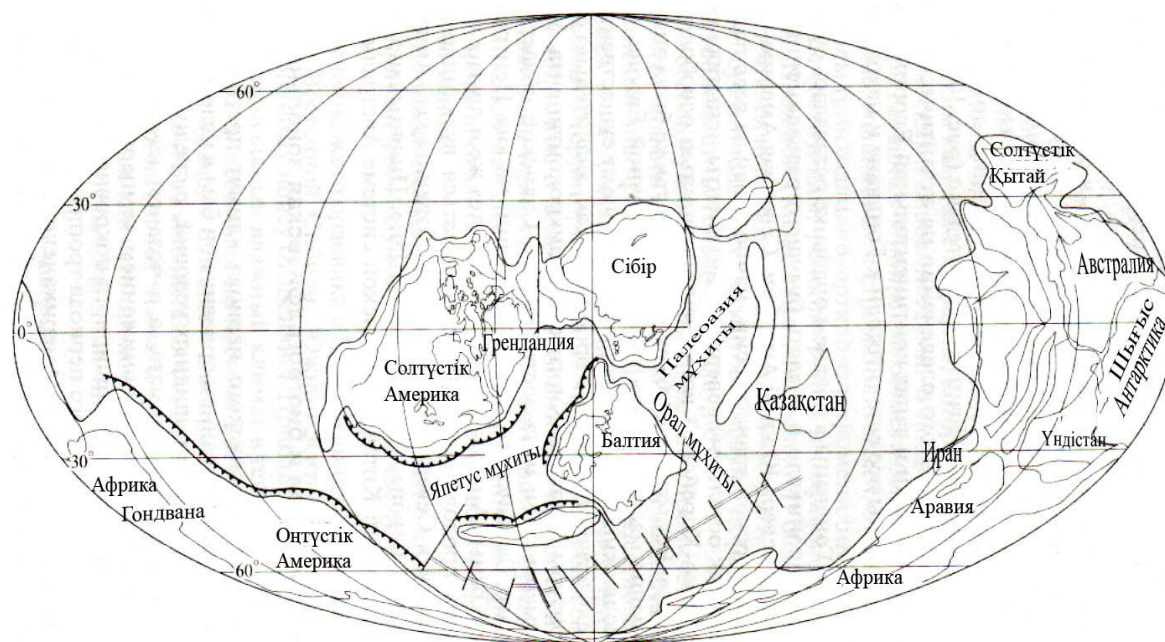 60°
Солтүстік
Қытай
30°
Сібір
Австралия
0°
Гренландия
Палеоазия
мұхиты
Шығыс
Антарктика
Солтүстік
Америка
Қазақстан
Балтия
Орал мұхиты
Үндістан
30°
Япетус мұхиты
Иран
Африка
Гондвана
Аравия
Оңтүстік
Америка
60°
Африка